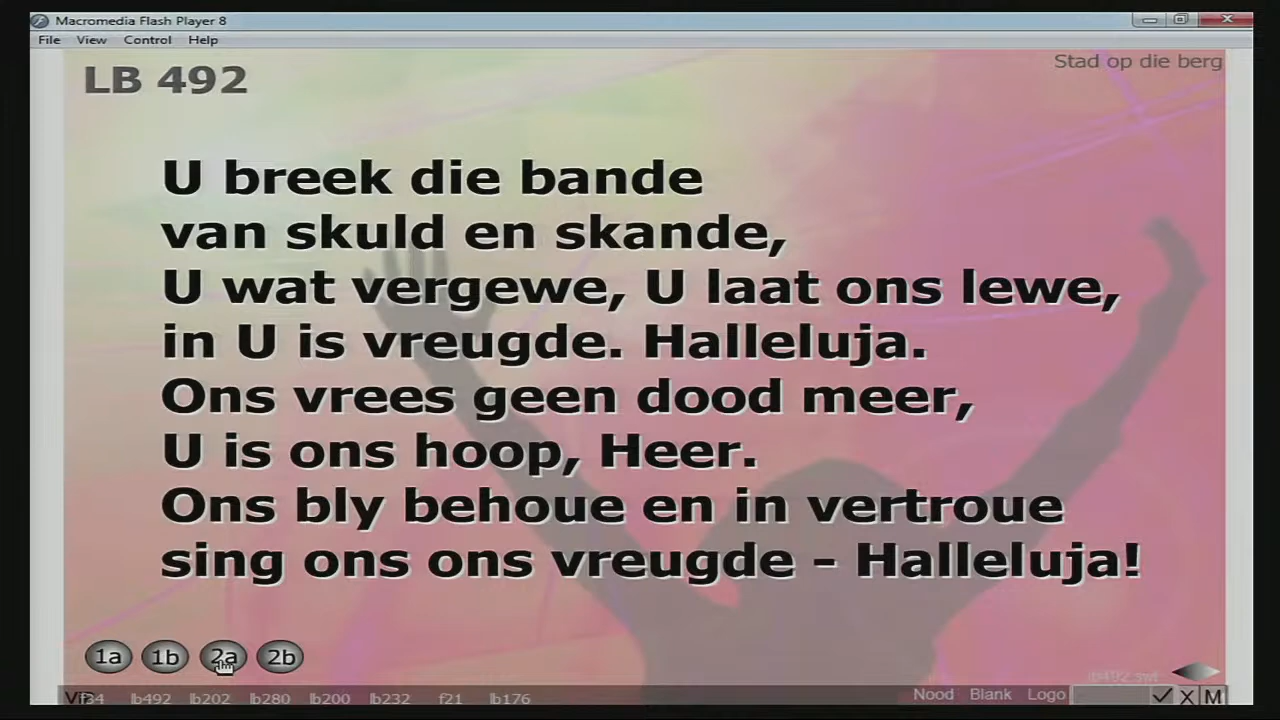 Macromedia Flash Player 8
File View Control Help
LB 492
Stad op die berg
U breek die bande
van skuld en skande,
U wat vergewe, U laat ons lewe,
in U is vreugde. Halleluja.
Ons vrees geen dood meer,
U is ons hoop, Heer.
Ons bly behoue en in vertroue
sing ons ons vreugde - Halleluja!
1a 1b 2a 2b
lb492.swf
lb492 lb202 lb280 lb200 lb232 f21 lb176 Nood Blank Logo X M